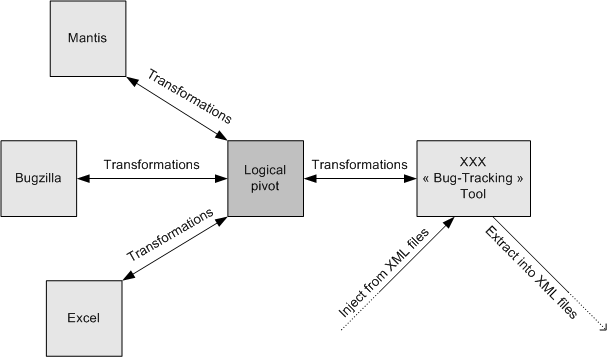 Mantis
Transformations
Bugzilla
Transformations
Logical
pivot
Transformations
XXX
« Bug-Tracking »
Tool
Transformations
Excel
Inject from XML files
Extract into XML files